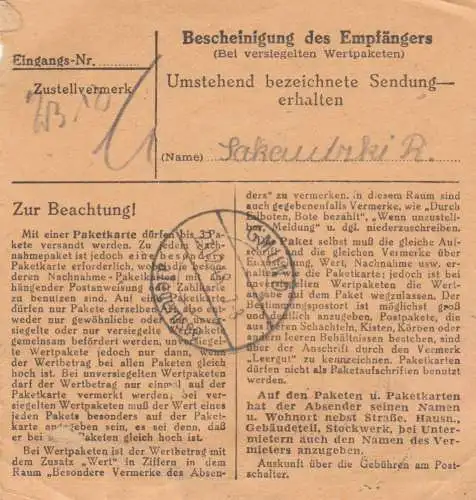 Bescheinigung des Empfängers
(Bei versiegelten Wertpaketen)
Eingangs-Nr.
Zustellvermerk
Umstehend bezeichnete Sendung—
erhalten
(Name) R.
Zur Beachtung!
Mit einer Paketkarte dürfen bis 3 Pa-
kete versandt werden. Zu jedem Nach-
nahmepaket ist jedoch eine besondere
Paketkarte erforderlich, wozu die beson-
deren Nachnahme-Paketkarten mit an-
hängender Postanweisung oder Zahlkarte
zu benutzen sind. Auf eine Paketkarte
dürfen nur Pakete derselben Art, also ent-
weder nur gewöhnliche oder nur unver-
siegelte oder nur versiegelte Wertpakete
gemeinsam befördert werden, unversiegel-
te Wertpakete jedoch nur dann, wenn
der Wertbetrag bei allen Paketen gleich
hoch ist. Bei unversiegelten Wertpaketen
darf der Wertbetrag nur einmal auf der
Paketkarte vermerkt werden, bei ver-
siegelten Wertpaketen muß der Wert eines
jeden Pakets besonders auf der Paket-
karte angegeben sein, es sei denn, daß
er bei Paketen gleich hoch ist.
Bei Wertpaketen ist der Wertbetrag mit
dem Zusatz „Wert" in Ziffern in dem
Raum „Besondere Vermerke des Absen-
ders" zu vermerken, in diesem Raum sind
auch gegebenenfalls Vermerke, wie „Durch
Eilboten, Bote bezahlt", „Wenn unzustell-
bar, Meldung" u. dgl. niederzuschreiben.
Paket selbst muß die gleiche Auf-
schrift und die gleichen Vermerke über
Wert, Nachnahme usw. er-
halten, die Paketkarte; jedoch ist bei
unversiegelten Wertpaketen die Wert-
angabe auf dem Paket wegzulassen. Der
Bestimmungspostort ist möglichst groß
und deutlich anzugeben. Postpakete, die
aus leeren Schachteln, Kisten, Körben oder
andern leeren Behältnissen bestehen, sind
der Anschrift durch den Vermerk
„Leergut" zu kennzeichnen. Paketkarten
dürfen nicht als Paketaufschriften benutzt
werden.
Auf den Paketen u. Paketkarten
hat der Absender seinen Namen
u. Wohnort nebst Straße, Hausn.,
Gebäudeteil, Stockwerk, bei Unter-
mietern auch den Namen des Ver-
mieters anzugeben.
Auskunft über die Gebühren am Post-
schalter.